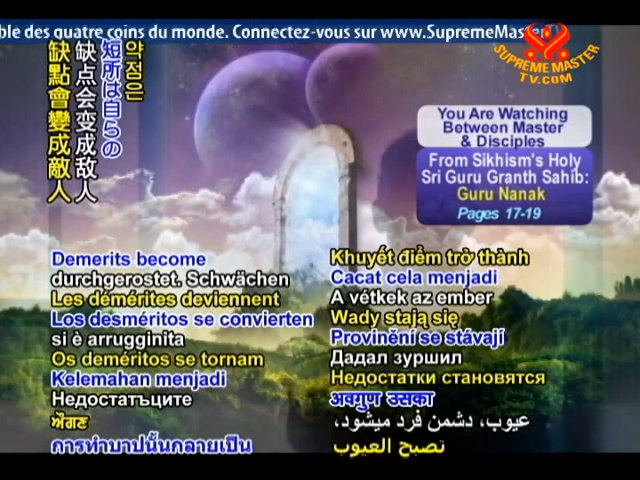 ble des quatre coins du monde. Connectez-vous sur www.SupremeMaster
SUPREME MASTER
TV.COM
약점은
短所は自らの
缺点会变成敌人
缺點會變成敵人
You Are Watching
Between Master
& Disciples
From Sikhism's Holy
Sri Guru Granth Sahib:
Guru Nanak
Pages 17-19
Demerits become
durchgerostet. Schwächen
Les démérites deviennent
Los desméritos se convierten
si è arrugginita
Os deméritos se tornam
Kelemahan menjadi
Недостатъците
ਔਗਣ
การทำบาปนั้นกลายเป็น
Khuyết điểm trở thành
Cacat cela menjadi
A vétkek az ember
Wady stają się
Provinění se stávají
Дадал зуршил
Недостатки становятся
अवगुण उसका
عیوب، دشمن فرد میشود،
تصبح العيوب